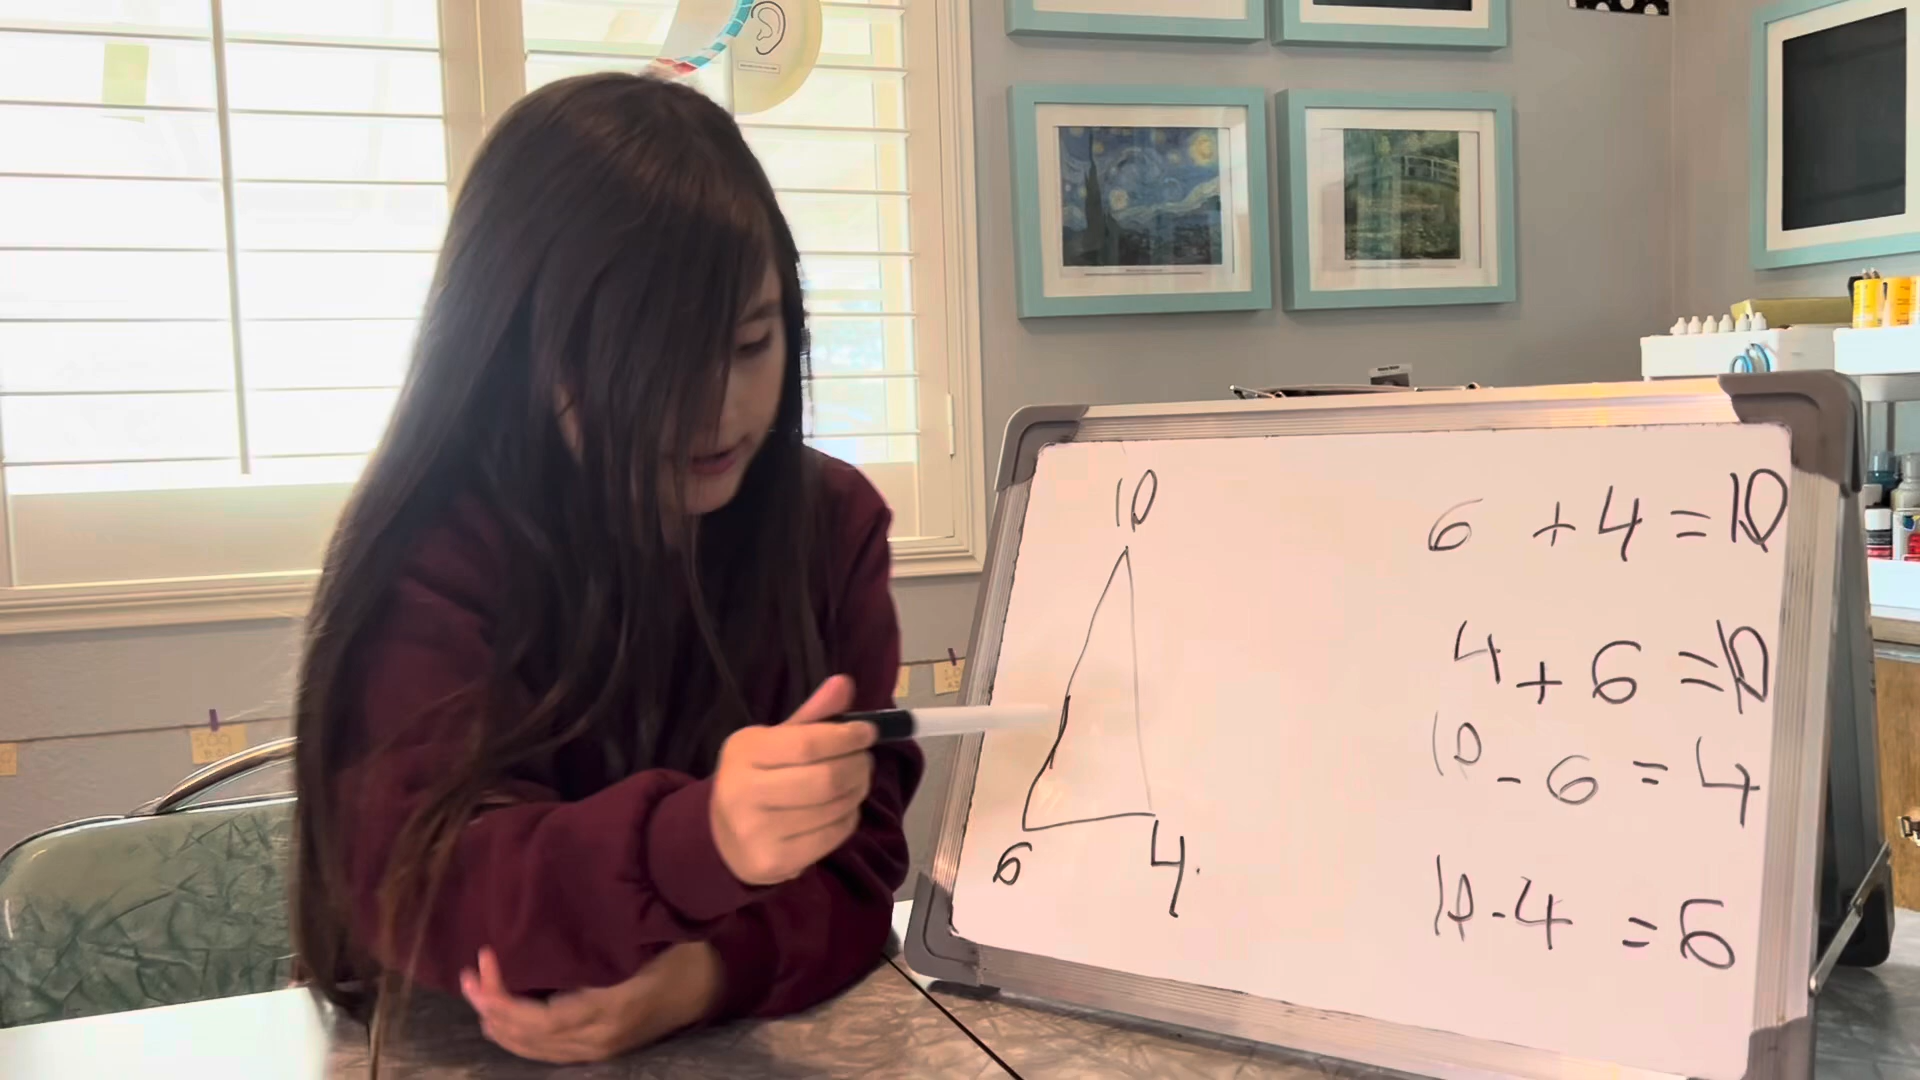 10
6 4.
6 + 4 = 10
4 + 6 = 10
10 - 6 = 4
10 - 4 = 6